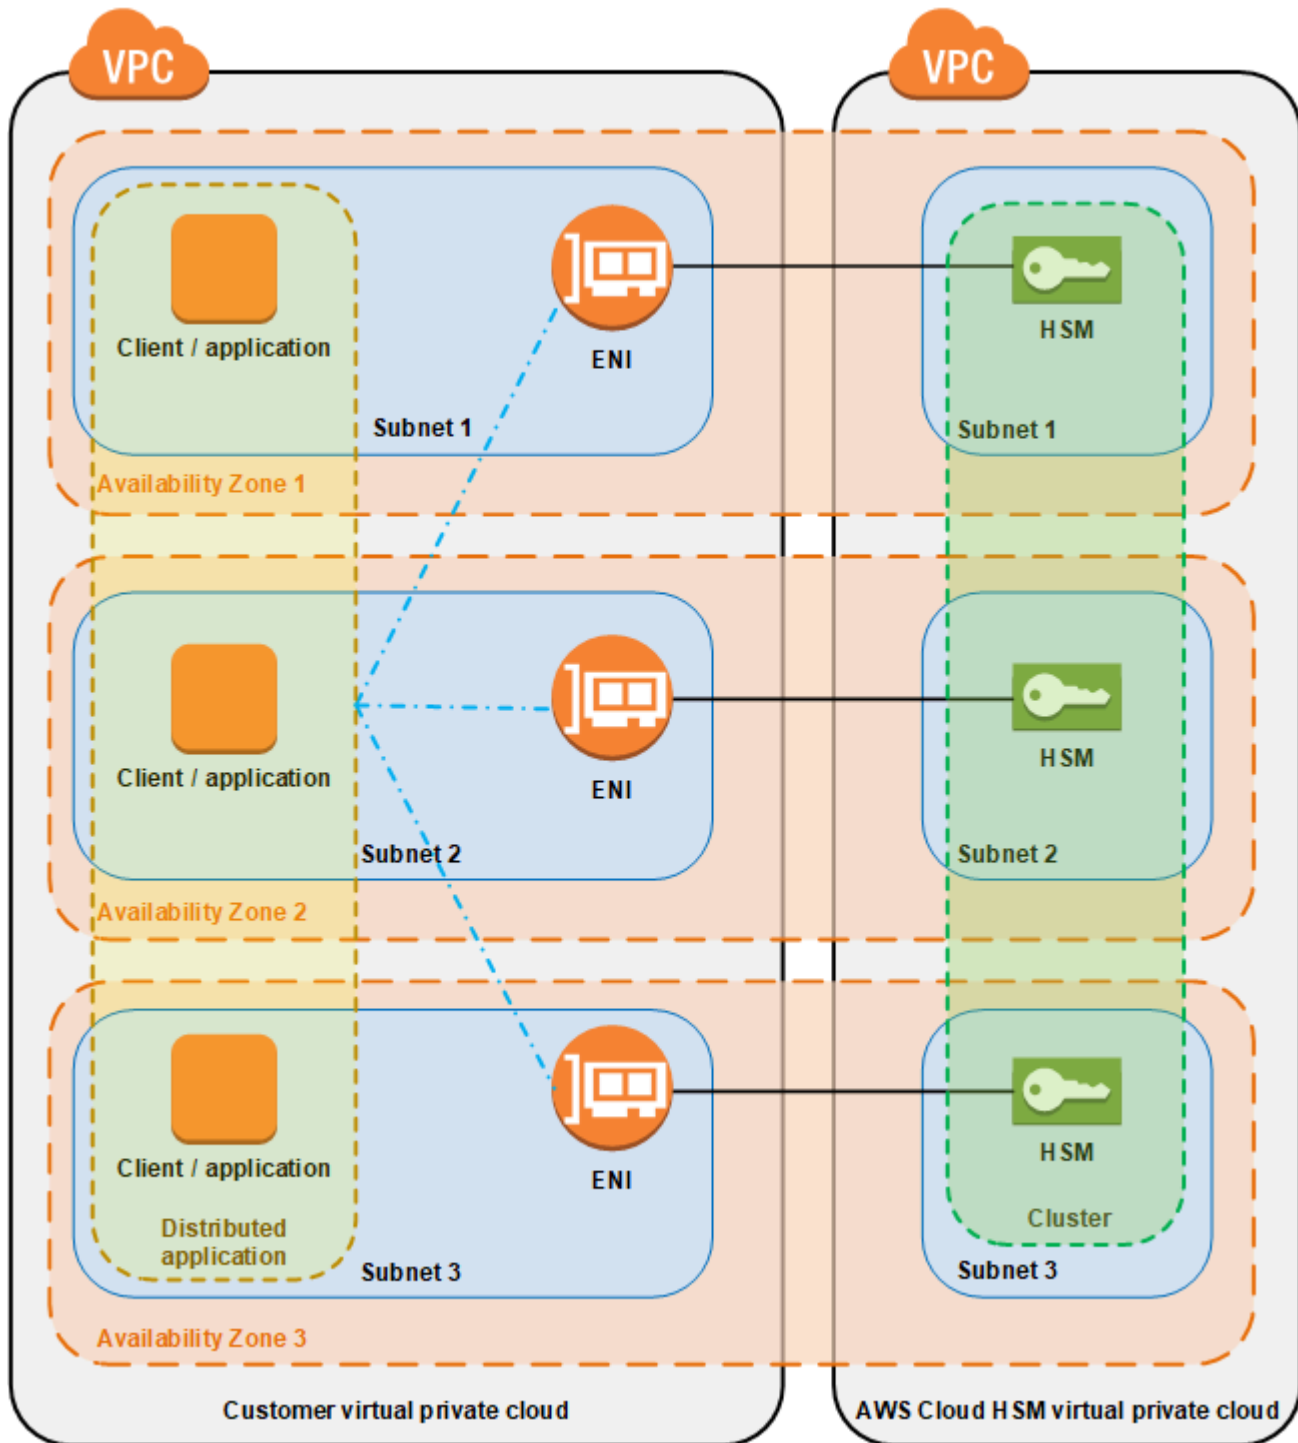 VPC
VPC
Client / application
ENI
HSM
Subnet 1
Subnet 1
Availability Zone 1
Client / application
ENI
HSM
Subnet 2
Subnet 2
Availability Zone 2
Client / application
ENI
HSM
Distributed
application
Cluster
Subnet 3
Subnet 3
Availability Zone 3
Customer virtual private cloud
AWS Cloud HSM virtual private cloud